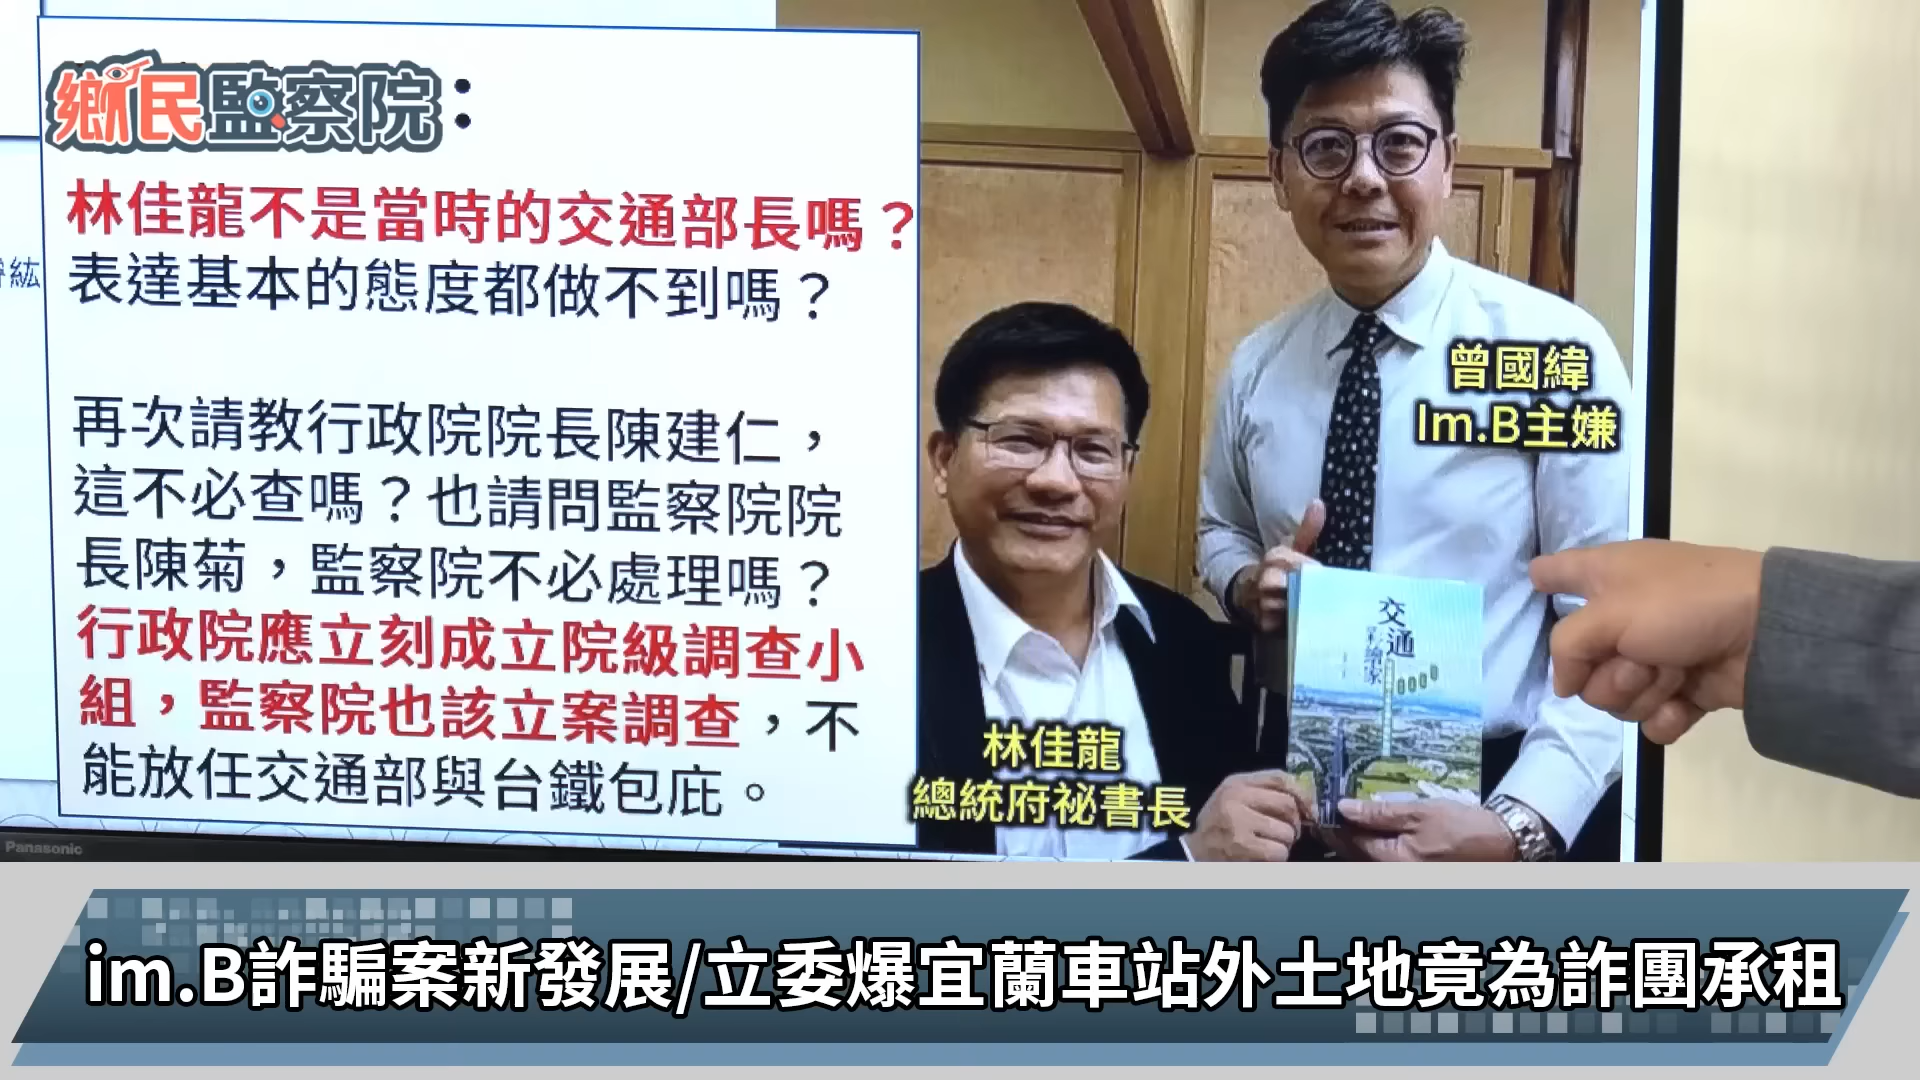 鄉民監察院：
林佳龍不是當時的交通部長嗎？
表達基本的態度都做不到嗎？
再次請教行政院院長陳建仁，
這不必查嗎？也請問監察院院
長陳菊，監察院不必處理嗎？
行政院應立刻成立院級調查小
組，監察院也該立案調查，不
能放任交通部與台鐵包庇。
曾國緯
Im.B主嫌
交通
林佳龍
總統府祕書長
Panasonic
im.B詐騙案新發展/立委爆宜蘭車站外土地竟為詐團承租